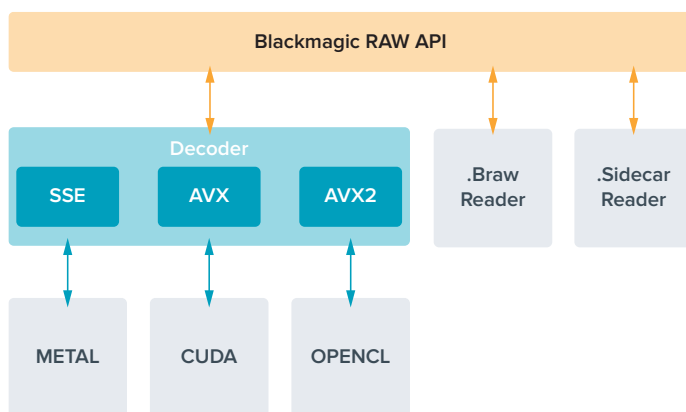 Blackmagic RAW API
Decoder
SSE
AVX
AVX2
.Braw
Reader
.Sidecar
Reader
METAL
CUDA
OPENCL